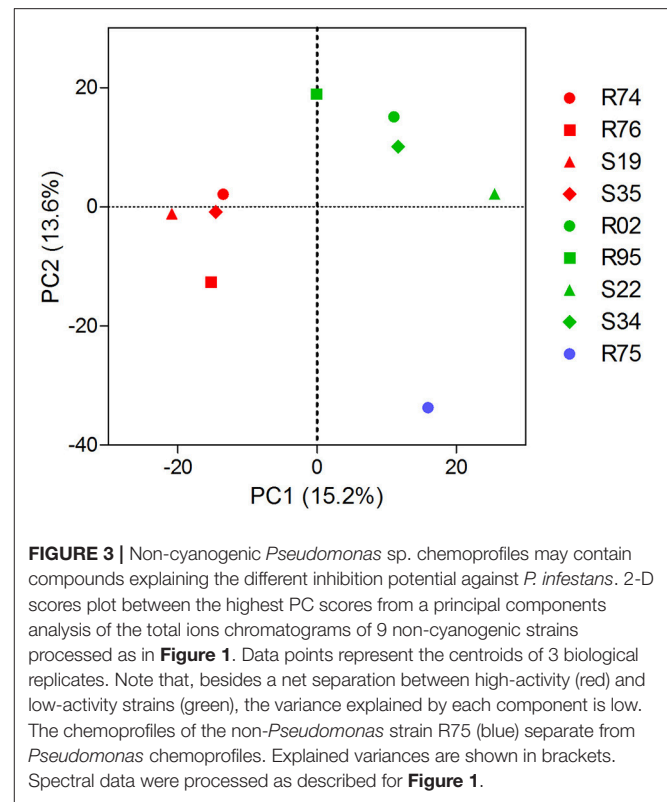 20
0
-20
-40
PC2 (13.6%)
-20
0
20
PC1 (15.2%)
R74
R76
S19
S35
R02
R95
S22
S34
R75
FIGURE 3 | Non-cyanogenic Pseudomonas sp. chemoprofiles may contain
compounds explaining the different inhibition potential against P. infestans. 2-D
scores plot between the highest PC scores from a principal components
analysis of the total ions chromatograms of 9 non-cyanogenic strains
processed as in Figure 1. Data points represent the centroids of 3 biological
replicates. Note that, besides a net separation between high-activity (red) and
low-activity strains (green), the variance explained by each component is low.
The chemoprofiles of the non-Pseudomonas strain R75 (blue) separate from
Pseudomonas chemoprofiles. Explained variances are shown in brackets.
Spectral data were processed as described for Figure 1.